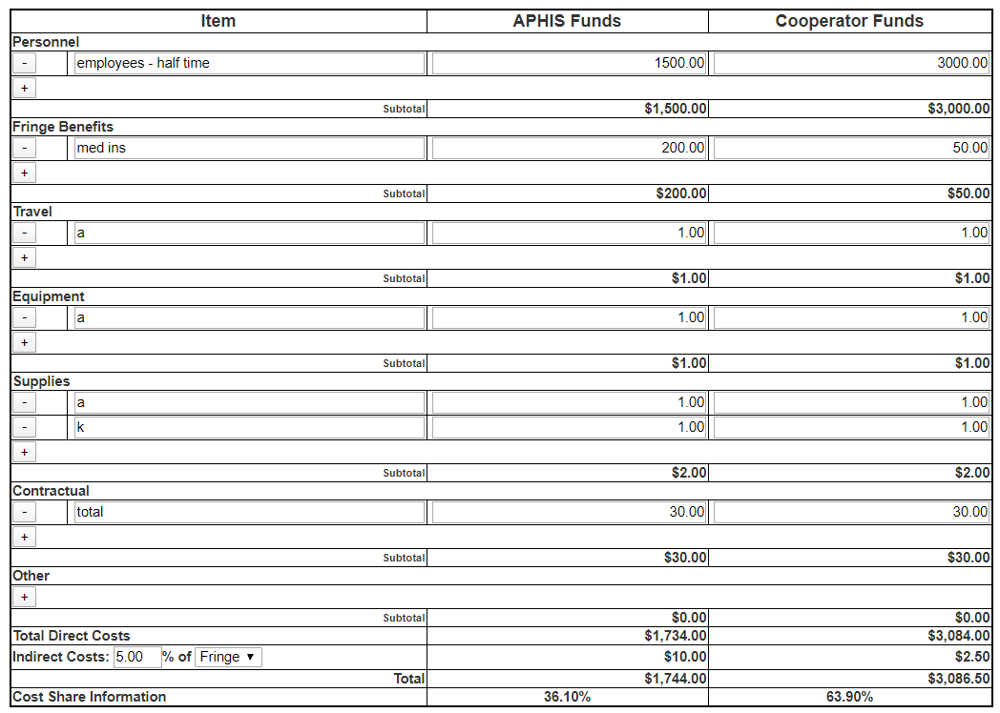 Item APHIS Funds Cooperator Funds
Personnel
- employees - half time 1500.00 3000.00
+
Subtotal $1,500.00 $3,000.00
Fringe Benefits
- med ins 200.00 50.00
+
Subtotal $200.00 $50.00
Travel
- a 1.00 1.00
+
Subtotal $1.00 $1.00
Equipment
- a 1.00 1.00
+
Subtotal $1.00 $1.00
Supplies
- a 1.00 1.00
- k 1.00 1.00
+
Subtotal $2.00 $2.00
Contractual
- total 30.00 30.00
+
Subtotal $30.00 $30.00
Other
+
Subtotal $0.00 $0.00
Total Direct Costs $1,734.00 $3,084.00
Indirect Costs: 5.00 % of Fringe ▼ $10.00 $2.50
Total $1,744.00 $3,086.50
Cost Share Information 36.10% 63.90%